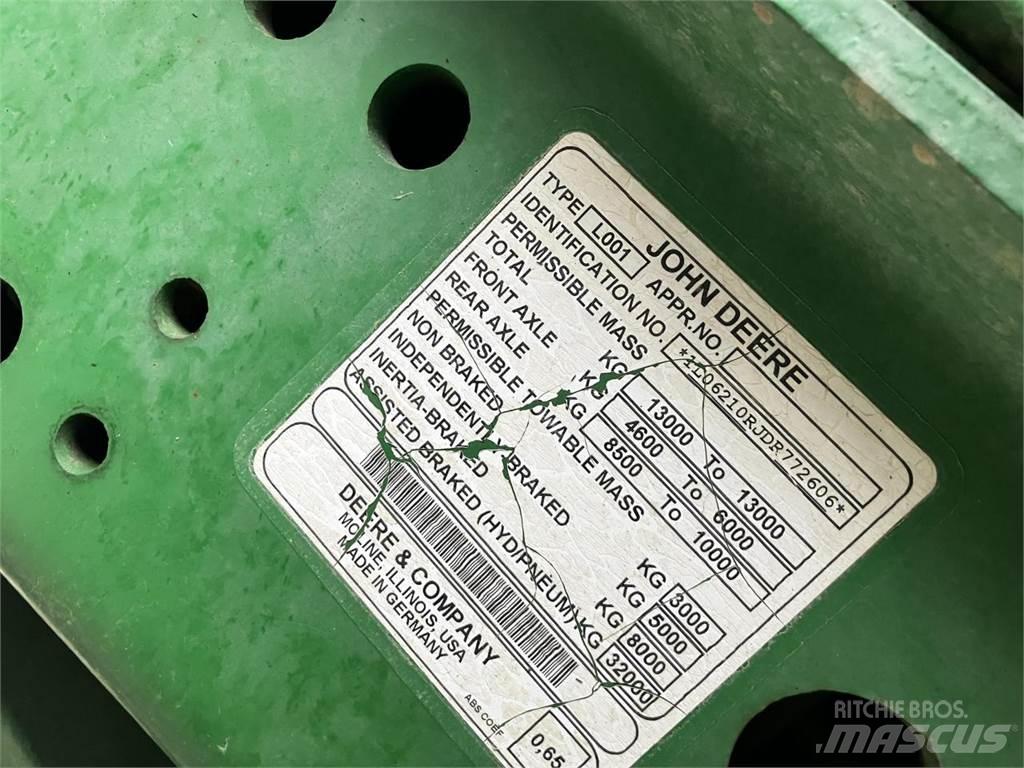 JOHN DEERE
TYPE L001 APPR.NO.
IDENTIFICATION NO. *1L06210RJDR772606*
PERMISSIBLE MASS
TOTAL KG 13000 To 13000
FRONT AXLE KG 4600 To 6000
REAR AXLE KG 8500 To 10000
PERMISSIBLE TOWABLE MASS
NON BRAKED KG 3000
INDEPENDENTLY BRAKED KG 5000
INERTIA-BRAKED KG 8000
ASSISTED BRAKED (HYD/PNEUM) KG 32000
DEERE & COMPANY
MOLINE, ILLINOIS, USA
MADE IN GERMANY
ABS COEF 0.65
RITCHIE BROS.
MASCUS